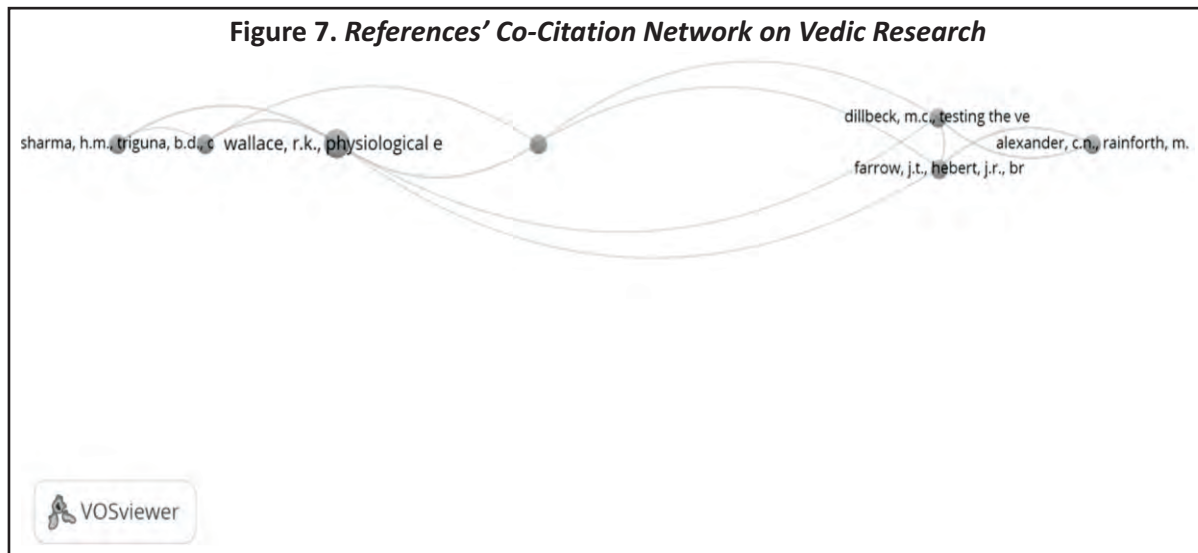 Figure 7. References’ Co-Citation Network on Vedic Research
dillbeck, m.c., testing the ve
sharma, h.m., triguna, b.d., c
wallace, r.k., physiological e
alexander, c.n., rainforth, m.
farrow, j.t., hebert, j.r., br
VOSviewer